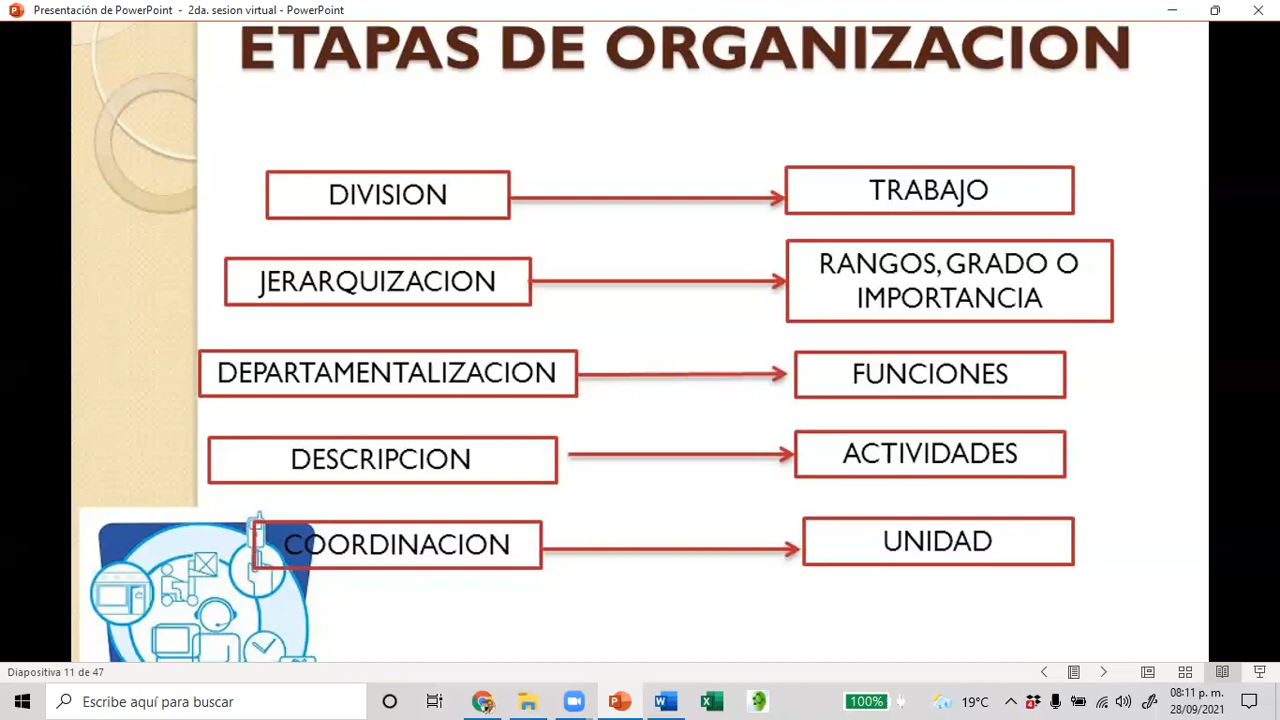 Presentación de PowerPoint - 2da. sesion virtual - PowerPoint
ETAPAS DE ORGANIZACION
DIVISION
TRABAJO
JERARQUIZACION
RANGOS, GRADO O
IMPORTANCIA
DEPARTAMENTALIZACION
FUNCIONES
DESCRIPCION
ACTIVIDADES
COORDINACION
UNIDAD
Diapositiva 11 de 47
Escribe aquí para buscar
100%
19°C
08:11 p. m.
28/09/2021